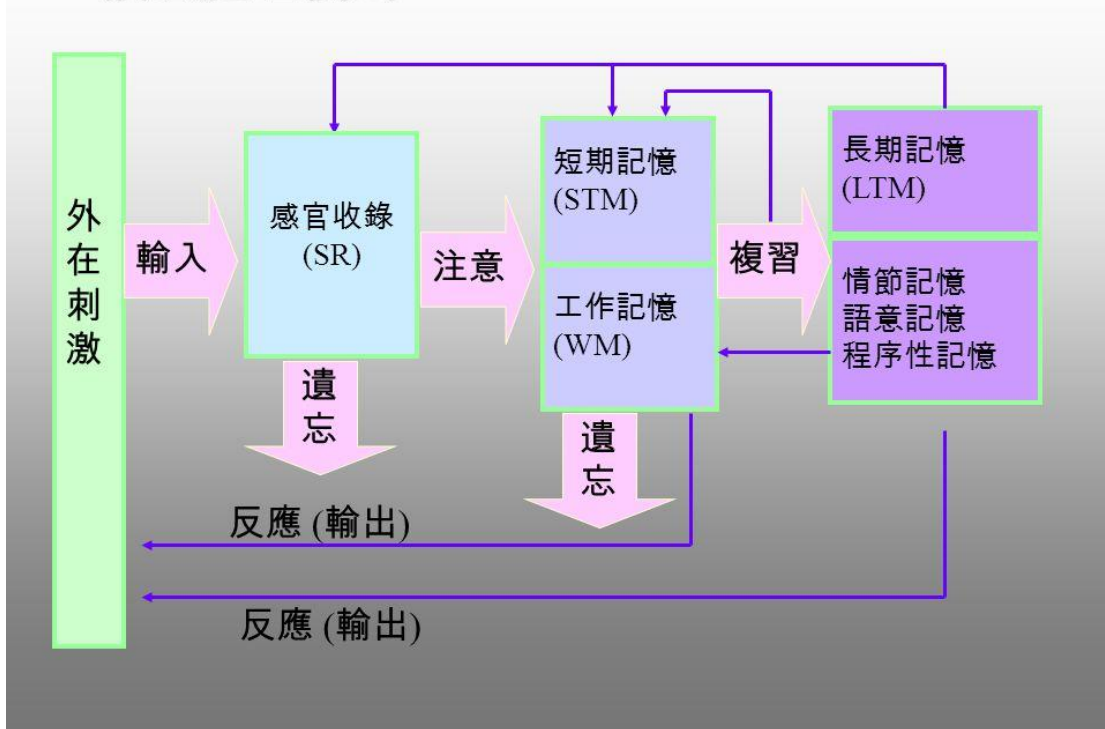 外在刺激
輸入
感官收錄
(SR)
遺忘
注意
短期記憶
(STM)
工作記憶
(WM)
遺忘
複習
長期記憶
(LTM)
情節記憶
語意記憶
程序性記憶
反應 (輸出)
反應 (輸出)